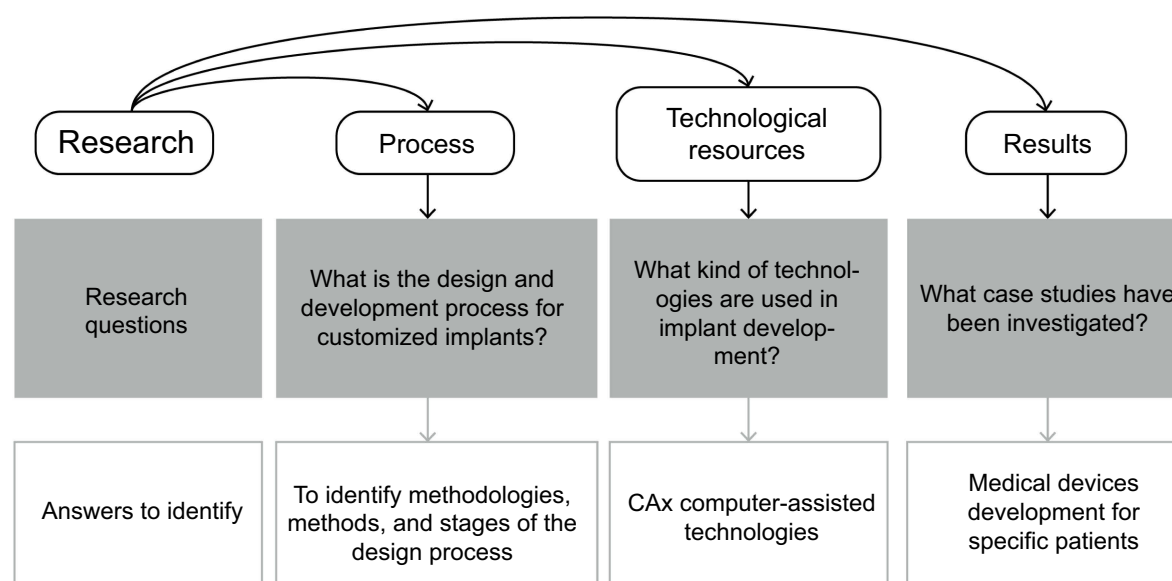 Research
Process
Technological
resources
Results
Research
questions
What is the design and
development process for
customized implants?
What kind of technol-
ogies are used in
implant develop-
ment?
What case studies have
been investigated?
Answers to identify
To identify methodologies,
methods, and stages of the
design process
CAx computer-assisted
technologies
Medical devices
development for
specific patients